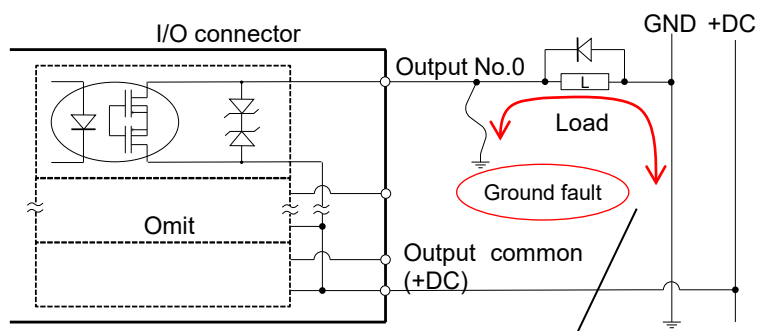 I/O connector
GND +DC
Output No.0
L
Load
Ground fault
Omit
Output common
(+DC)